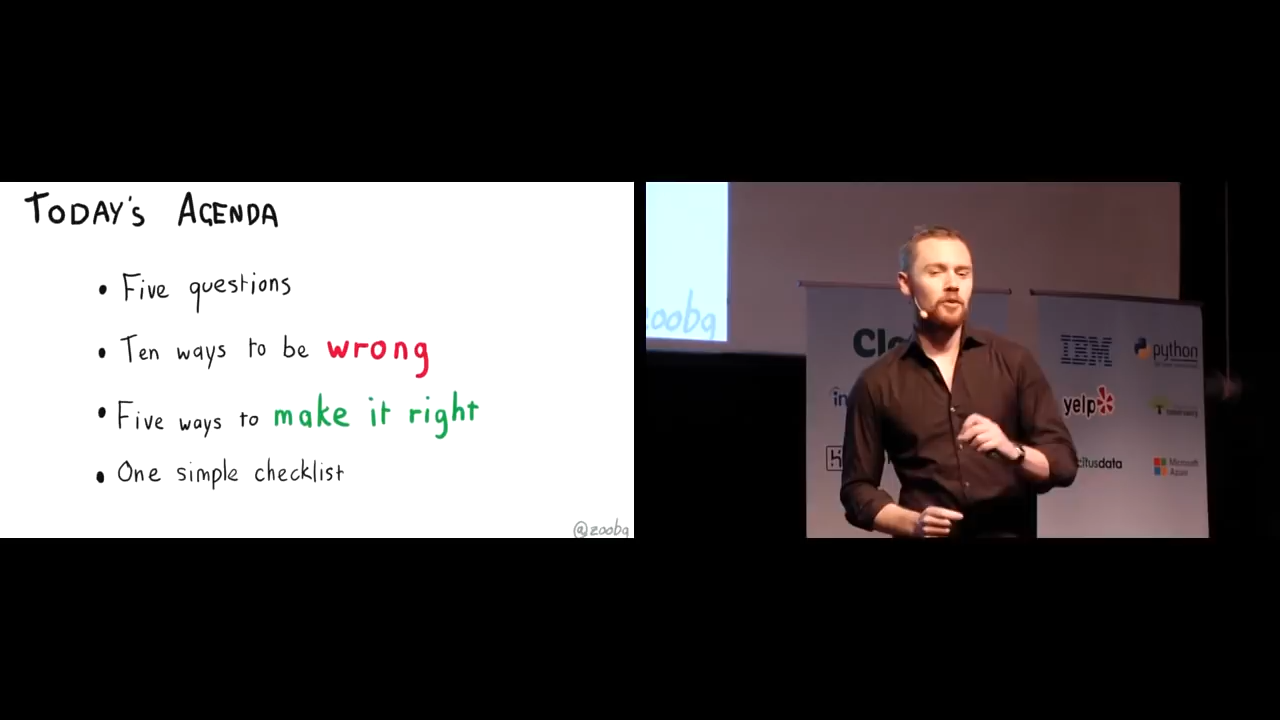 TODAY'S AGENDA
• Five questions
• Ten ways to be wrong
• Five ways to make it right
• One simple checklist
@zooba
zooba
IBM
python
yelp
citusdata
Microsoft
Azure